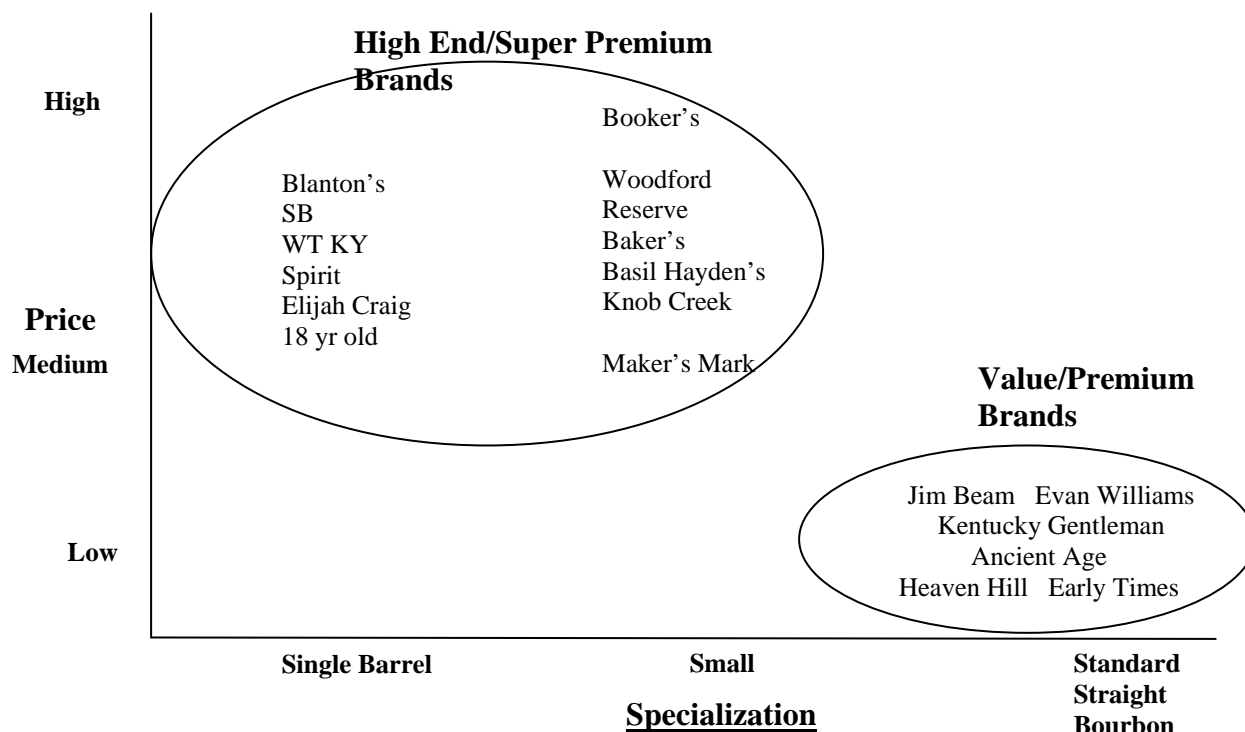 High End/Super Premium
Brands
High
Booker’s
Blanton’s
SB
WT KY
Spirit
Elijah Craig
18 yr old
Woodford
Reserve
Baker’s
Basil Hayden’s
Knob Creek
Maker’s Mark
Price
Medium
Value/Premium
Brands
Jim Beam Evan Williams
Kentucky Gentleman
Ancient Age
Heaven Hill Early Times
Low
Single Barrel
Small
Standard
Straight
Bourbon
Specialization